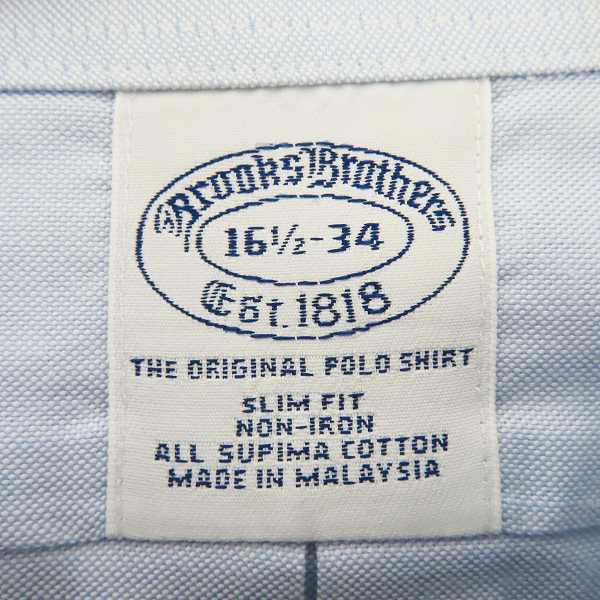 Brooks Brothers
16½-34
Est. 1818
THE ORIGINAL POLO SHIRT
SLIM FIT
NON-IRON
ALL SUPIMA COTTON
MADE IN MALAYSIA